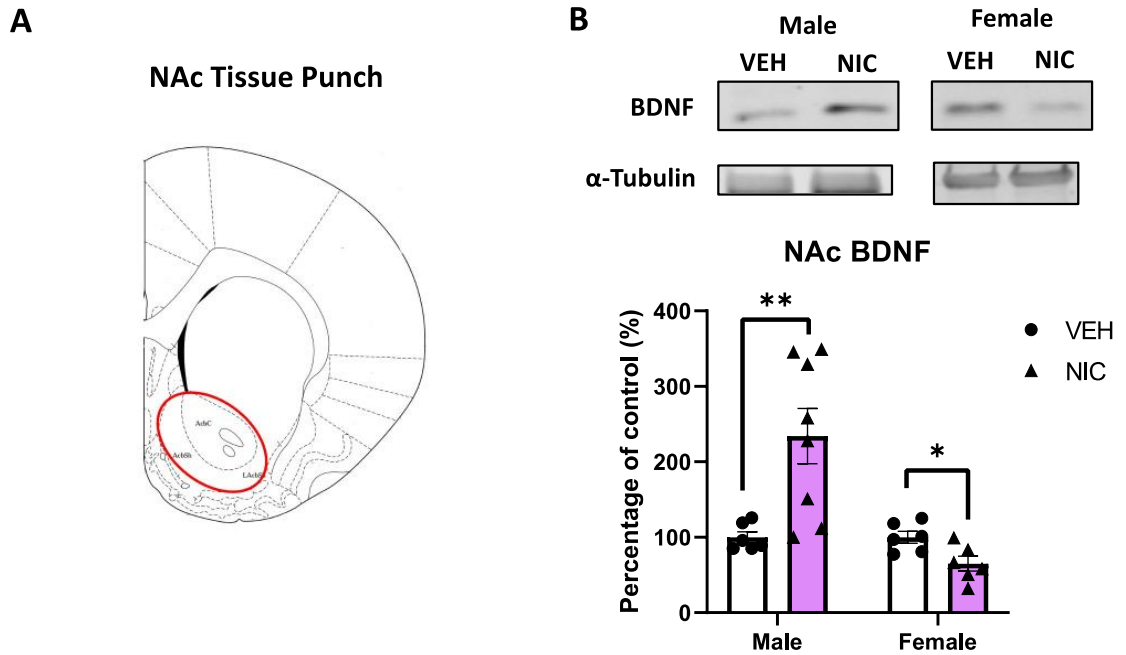 A
NAc Tissue Punch
AcbC
AcbSh
LAcbS
B
Male
Female
VEH
NIC
VEH
NIC
BDNF
α-Tubulin
NAc BDNF
Percentage of control (%)
400
300
200
100
0
**
*
VEH
NIC
Male
Female